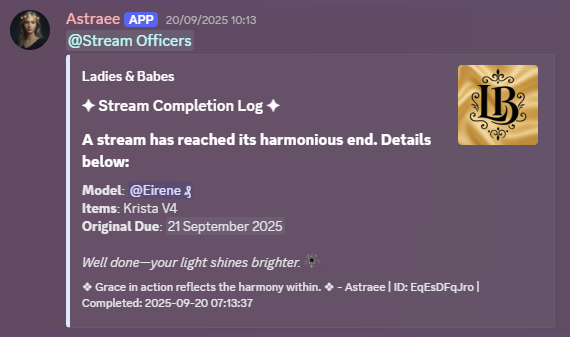 Astraee APP 20/09/2025 10:13
@Stream Officers
Ladies & Babes
✦ Stream Completion Log ✦
A stream has reached its harmonious end. Details
below:
Model: @Eirene
Items: Krista V4
Original Due: 21 September 2025
Well done—your light shines brighter.
❖ Grace in action reflects the harmony within. ❖ - Astraee | ID: EqEsDFqJro |
Completed: 2025-09-20 07:13:37
LB